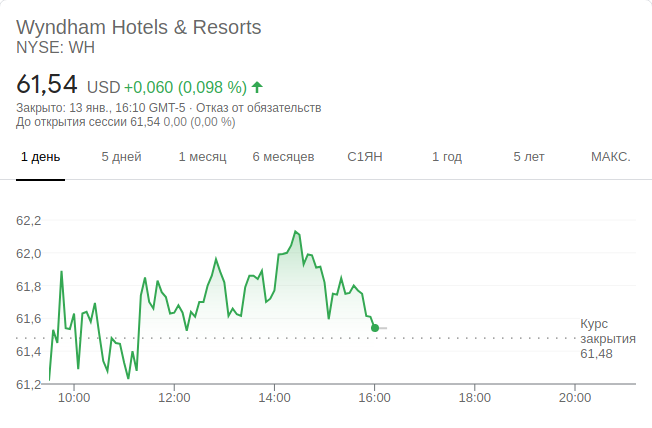 Wyndham Hotels & Resorts
NYSE: WH
61,54 USD +0,060 (0,098 %)
Закрыто: 13 янв., 16:10 GMT-5 · Отказ от обязательств
До открытия сессии 61,54 0,00 (0,00 %)
1 день 5 дней 1 месяц 6 месяцев С1ЯН 1 год 5 лет МАКС.
62,2
62,0
61,8
61,6
61,4
61,2
Курс
закрытия
61,48
10:00 12:00 14:00 16:00 18:00 20:00